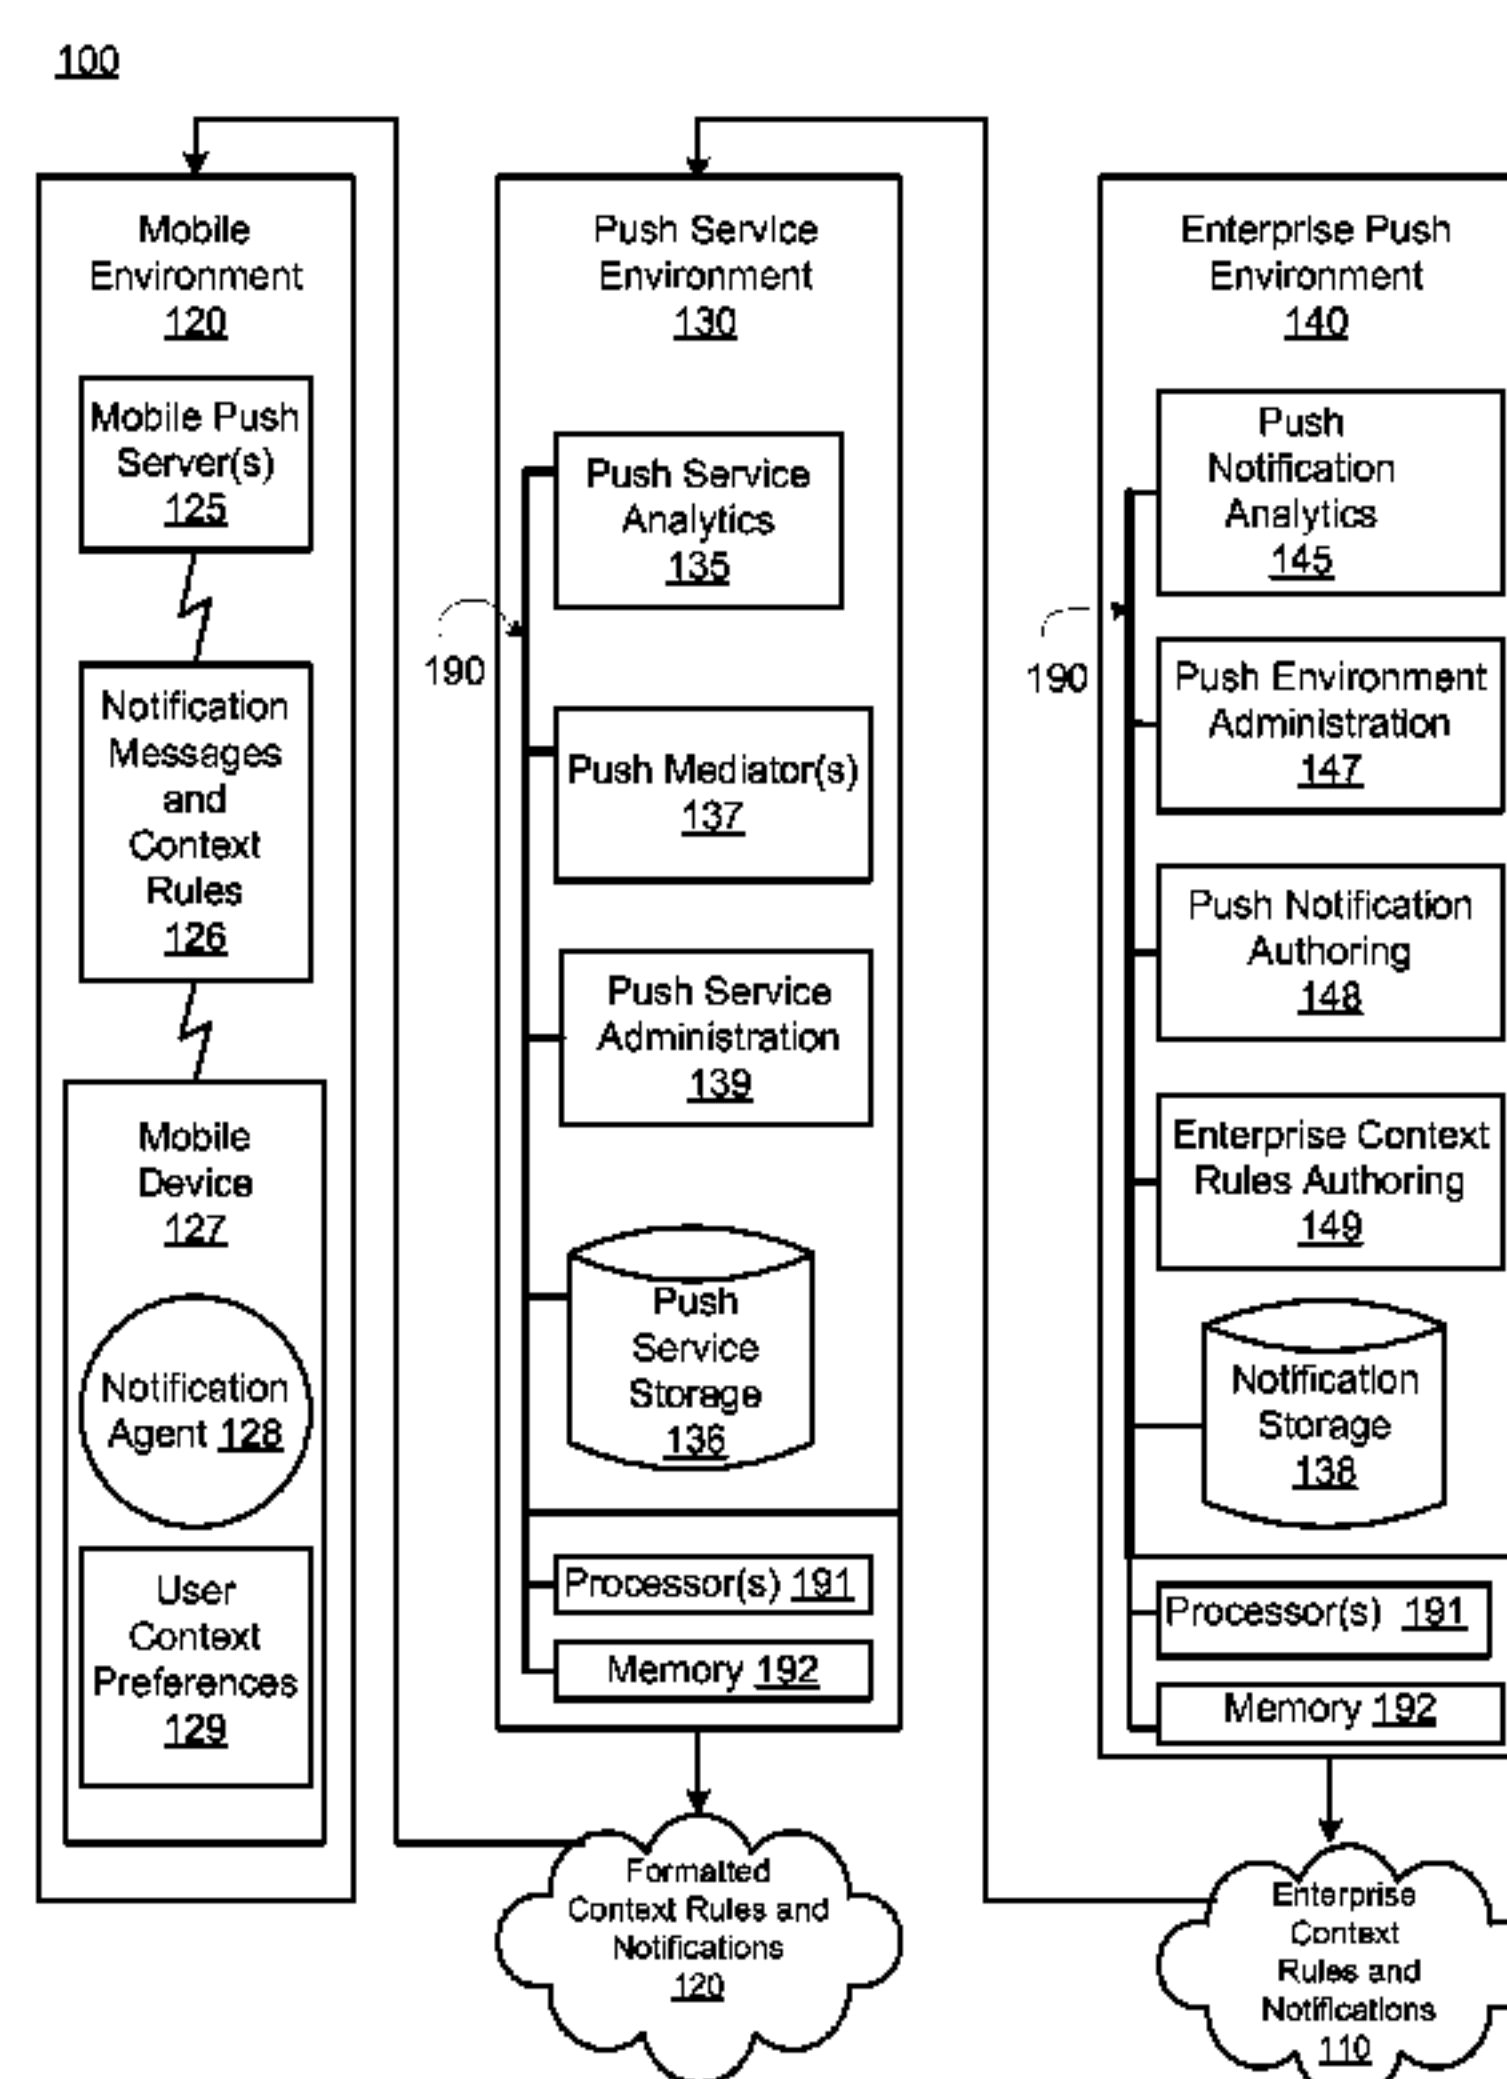 100
Mobile
Environment
120
Mobile Push
Server(s)
125
Notification
Messages
and
Context
Rules
126
Mobile
Device
127
Notification
Agent 128
User
Context
Preferences
129
Push Service
Environment
130
Push Service
Analytics
135
190
Push Mediator(s)
137
Push Service
Administration
139
Push
Service
Storage
136
Processor(s) 191
Memory 192
Formatted
Context Rules and
Notifications
120
Enterprise Push
Environment
140
Push
Notification
Analytics
145
190
Push Environment
Administration
147
Push Notification
Authoring
148
Enterprise Context
Rules Authoring
149
Notification
Storage
138
Processor(s) 191
Memory 192
Enterprise
Context
Rules and
Notifications
110